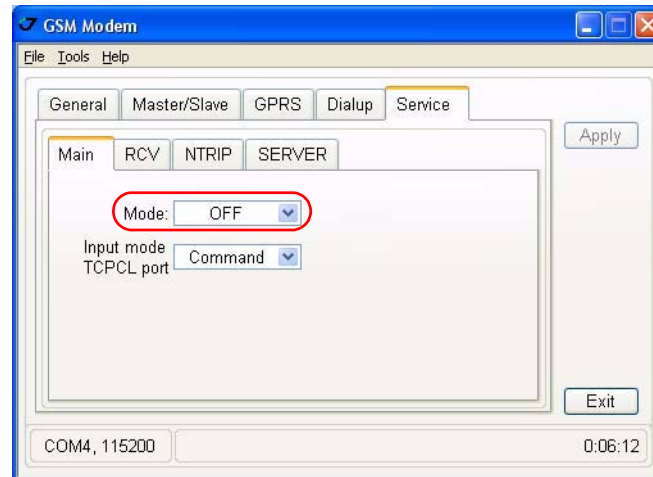 GSM Modem
File Tools Help
General Master/Slave GPRS Dialup Service
Apply
Main RCV NTRIP SERVER
Mode: OFF
Input mode
TCPCL port Command
Exit
COM4, 115200 0:06:12